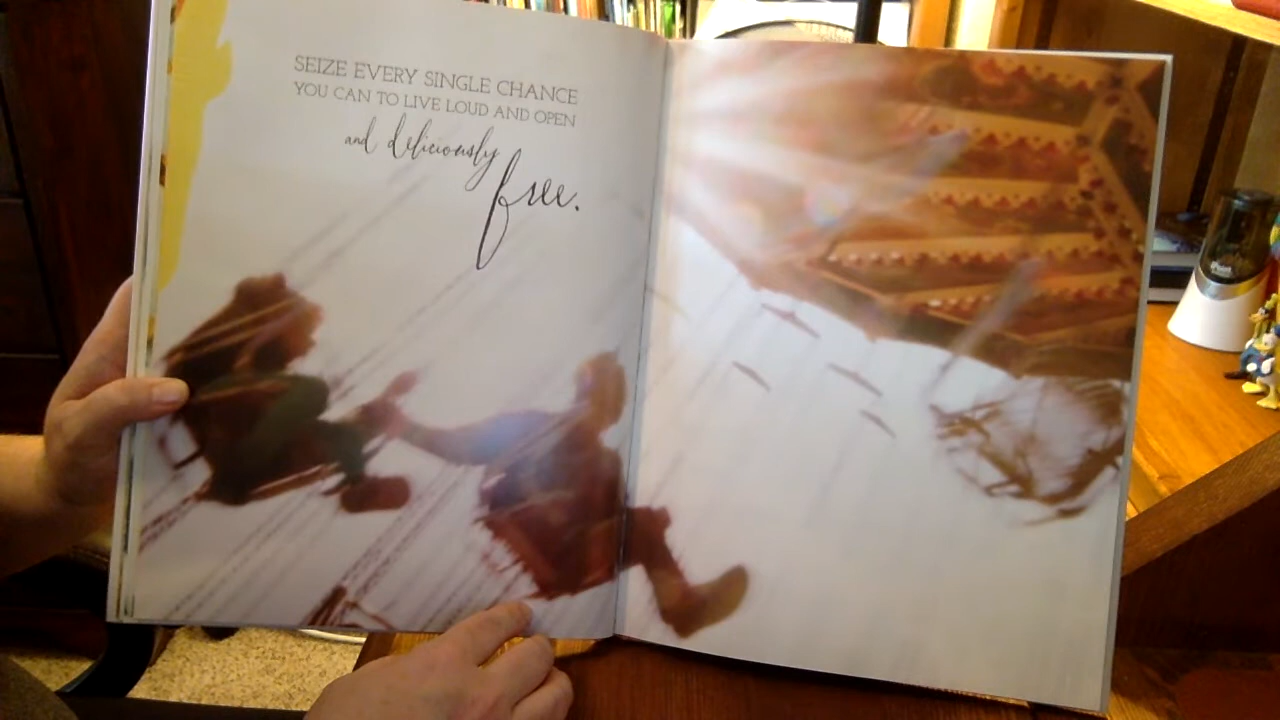 SEIZE EVERY SINGLE CHANCE
YOU CAN TO LIVE LOUD AND OPEN
and deliciously
free.